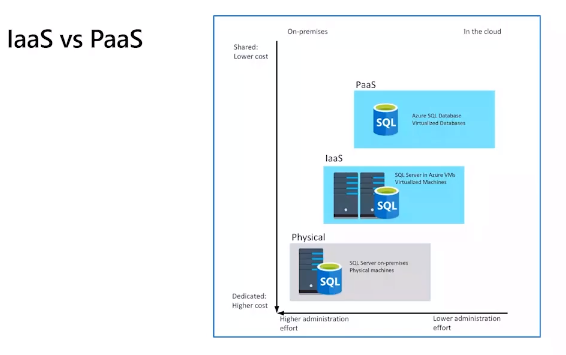 IaaS vs PaaS
On-premises
In the cloud
Shared:
Lower cost
PaaS
SQL
Azure SQL Database
Virtualized Databases
IaaS
SQL
SQL Server in Azure VMs
Virtualized Machines
Physical
SQL
SQL Server on-premises
Physical machines
Dedicated:
Higher cost
Higher administration
effort
Lower administration
effort